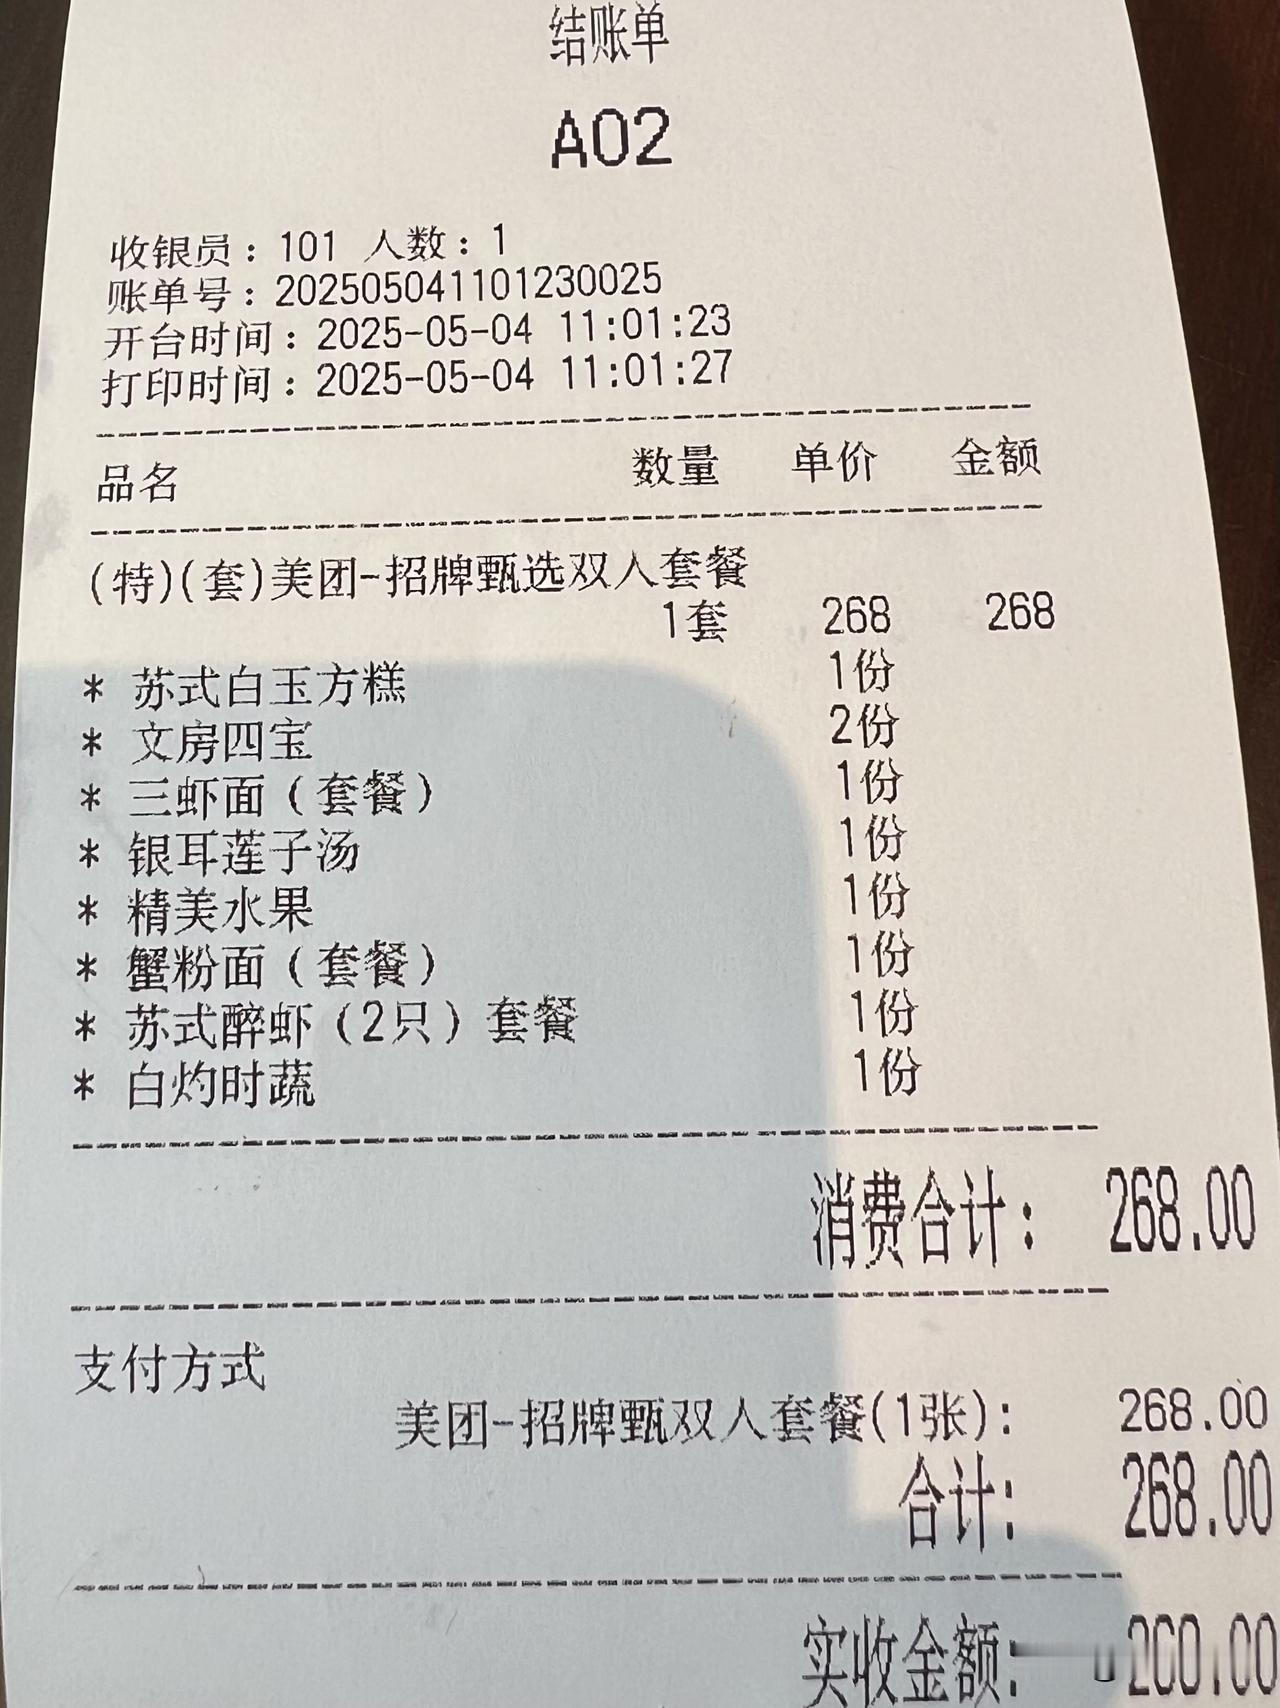 结账单
A02
收银员：101 人数：1
账单号：202505041101230025
开台时间：2025-05-04 11:01:23
打印时间：2025-05-04 11:01:27
品名 数量 单价 金额
(特)(套)美团-招牌甄选双人套餐
1套 268 268
* 苏式白玉方糕 1份
* 文房四宝 2份
* 三虾面（套餐） 1份
* 银耳莲子汤 1份
* 精美水果 1份
* 蟹粉面（套餐） 1份
* 苏式醉虾（2只）套餐 1份
* 白灼时蔬 1份
消费合计： 268.00
支付方式
美团-招牌甄双人套餐(1张)： 268.00
合计： 268.00
实收金额：